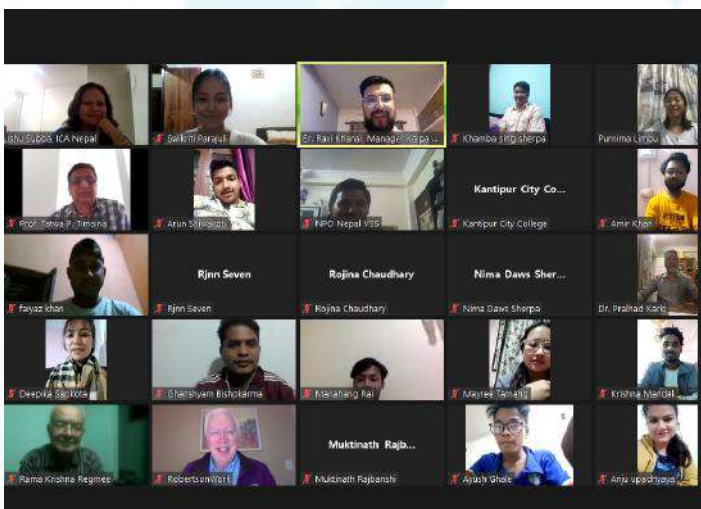 Ishu Subba, ICA Nepal
Swikriti Parajuli
Er. Ravi Khanal, Manager Kalpa ...
Khamba sing sherpa
Purnima Limbu
Prof. Tatwa P. Timsina
Arun Shiwakoti
NPO Nepal VSS
Kantipur City Co...
Kantipur City College
Amir Khan
faiyaz khan
Rjnn Seven
Rjnn Seven
Rojina Chaudhary
Rojina Chaudhary
Nima Daws Sher...
Nima Daws Sherpa
Dr. Pralhad Karki
Deepika Sapkota
Ghanshyam Bishokarma
Manahang Rai
Mayree Tamang
Krishna Mandal
Rama Krishna Regmee
RobertsonWork
Muktinath Rajb...
Muktinath Rajbanshi
Ayush Ghale
Anju upadhyaya